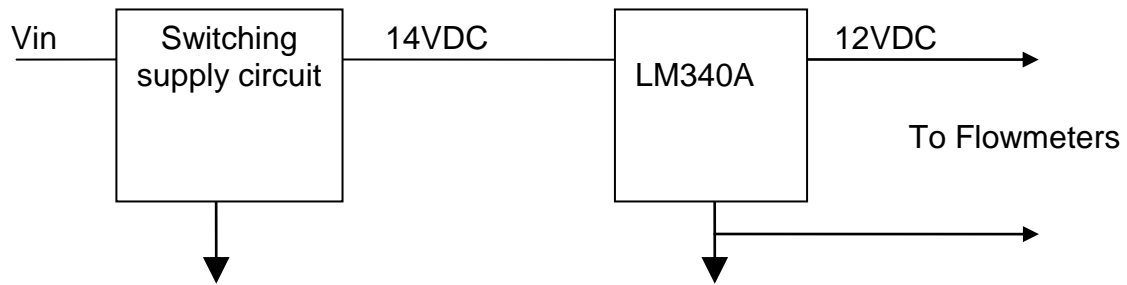 Vin
Switching
supply circuit
14VDC
LM340A
12VDC
To Flowmeters